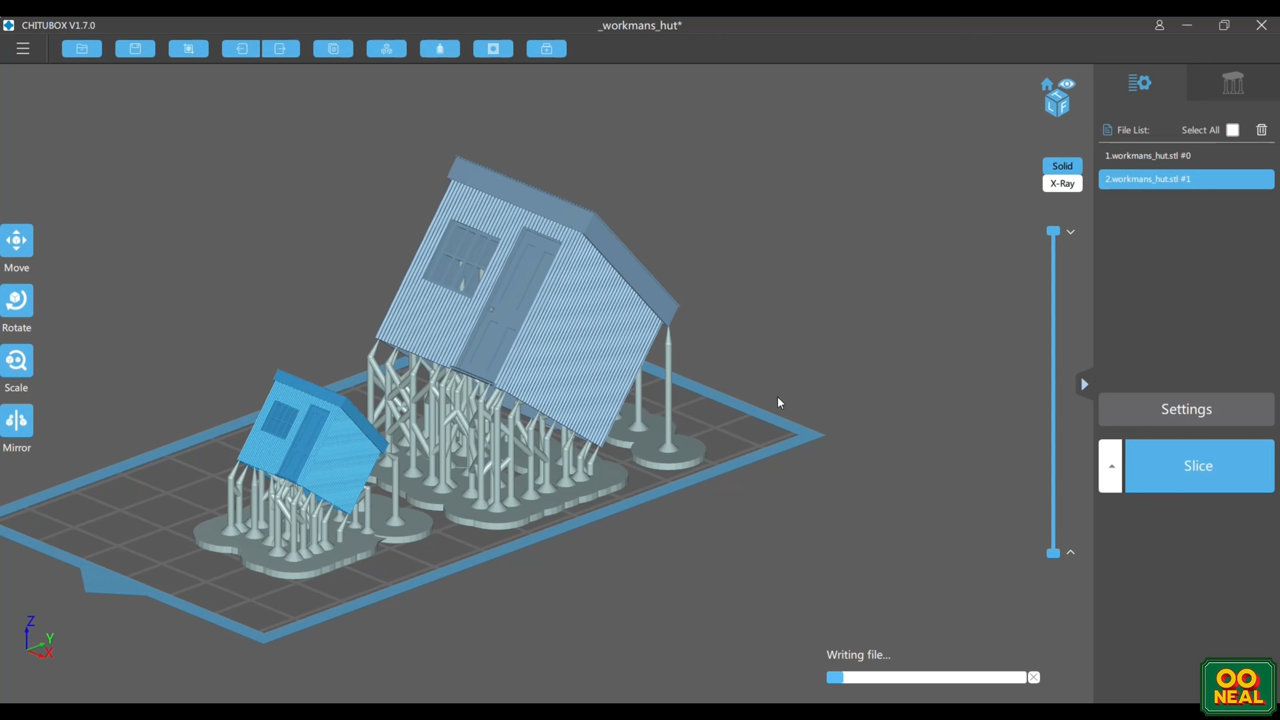 CHITUBOX V1.7.0
_workmans_hut*
T
L F
Solid
X-Ray
Move
Rotate
Scale
Mirror
File List:
Select All
1.workmans_hut.stl #0
2.workmans_hut.stl #1
Settings
Slice
Z
Y
X
Writing file...
OO
NEAL